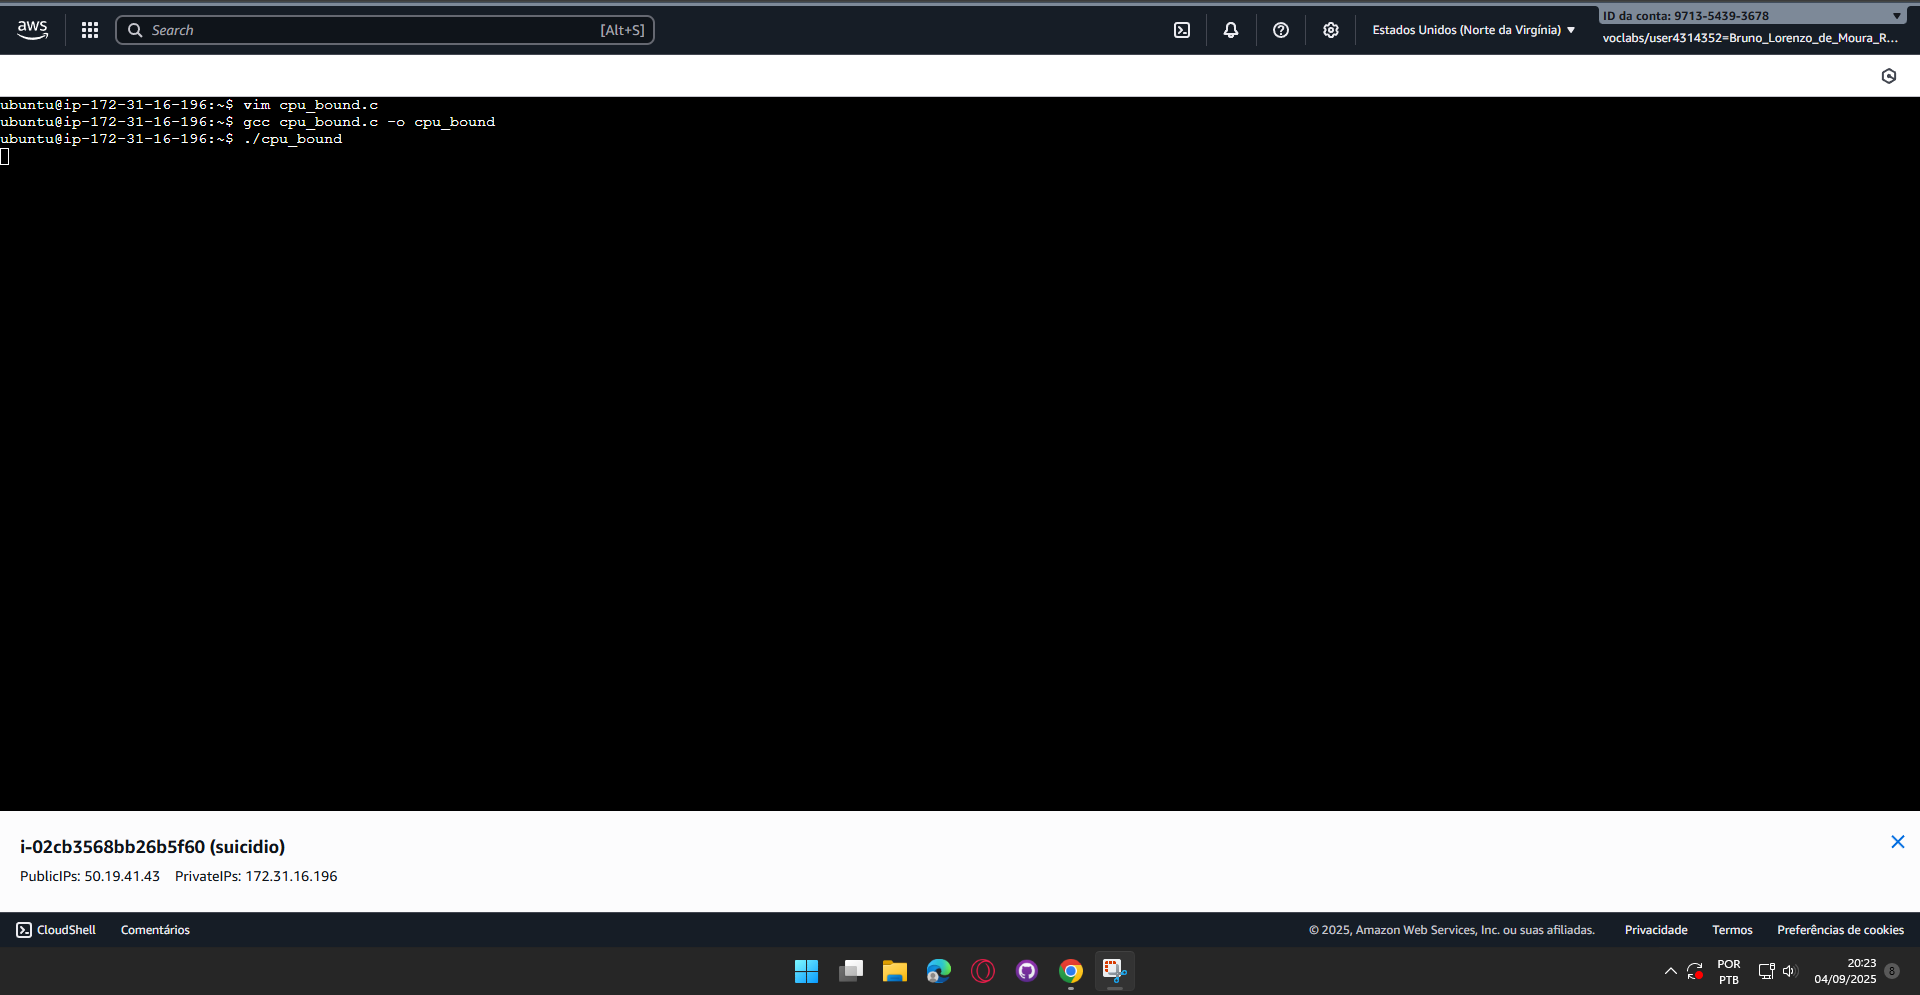 aws
Search
[Alt+S]
Estados Unidos (Norte da Virgínia)
ID da conta: 9713-5439-3678
voclabs/user4314352=Bruno_Lorenzo_de_Moura_R...
ubuntu@ip-172-31-16-196:~$ vim cpu_bound.c
ubuntu@ip-172-31-16-196:~$ gcc cpu_bound.c -o cpu_bound
ubuntu@ip-172-31-16-196:~$ ./cpu_bound
i-02cb3568bb26b5f60 (suicidio)
PublicIPs: 50.19.41.43 PrivateIPs: 172.31.16.196
CloudShell
Comentários
© 2025, Amazon Web Services, Inc. ou suas afiliadas.
Privacidade
Termos
Preferências de cookies
POR
PTB
20:23
04/09/2025
8